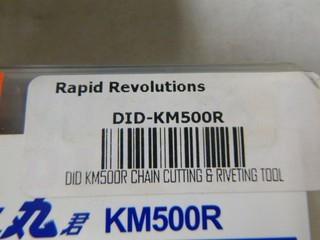 Rapid Revolutions
DID-KM500R
DID KM500R CHAIN CUTTING & RIVETING TOOL
丸君 KM500R